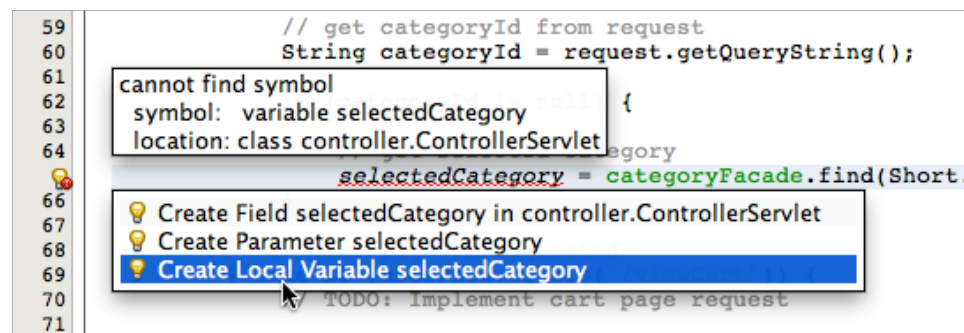 59 // get categoryId from request
60 String categoryId = request.getQueryString();
61
cannot find symbol
62 {
symbol: variable selectedCategory
63
location: class controller.ControllerServlet
64 category
selectedCategory = categoryFacade.find(Short.
66
Create Field selectedCategory in controller.ControllerServlet
67
Create Parameter selectedCategory
68
69 {
Create Local Variable selectedCategory
70 // TODO: Implement cart page request
71